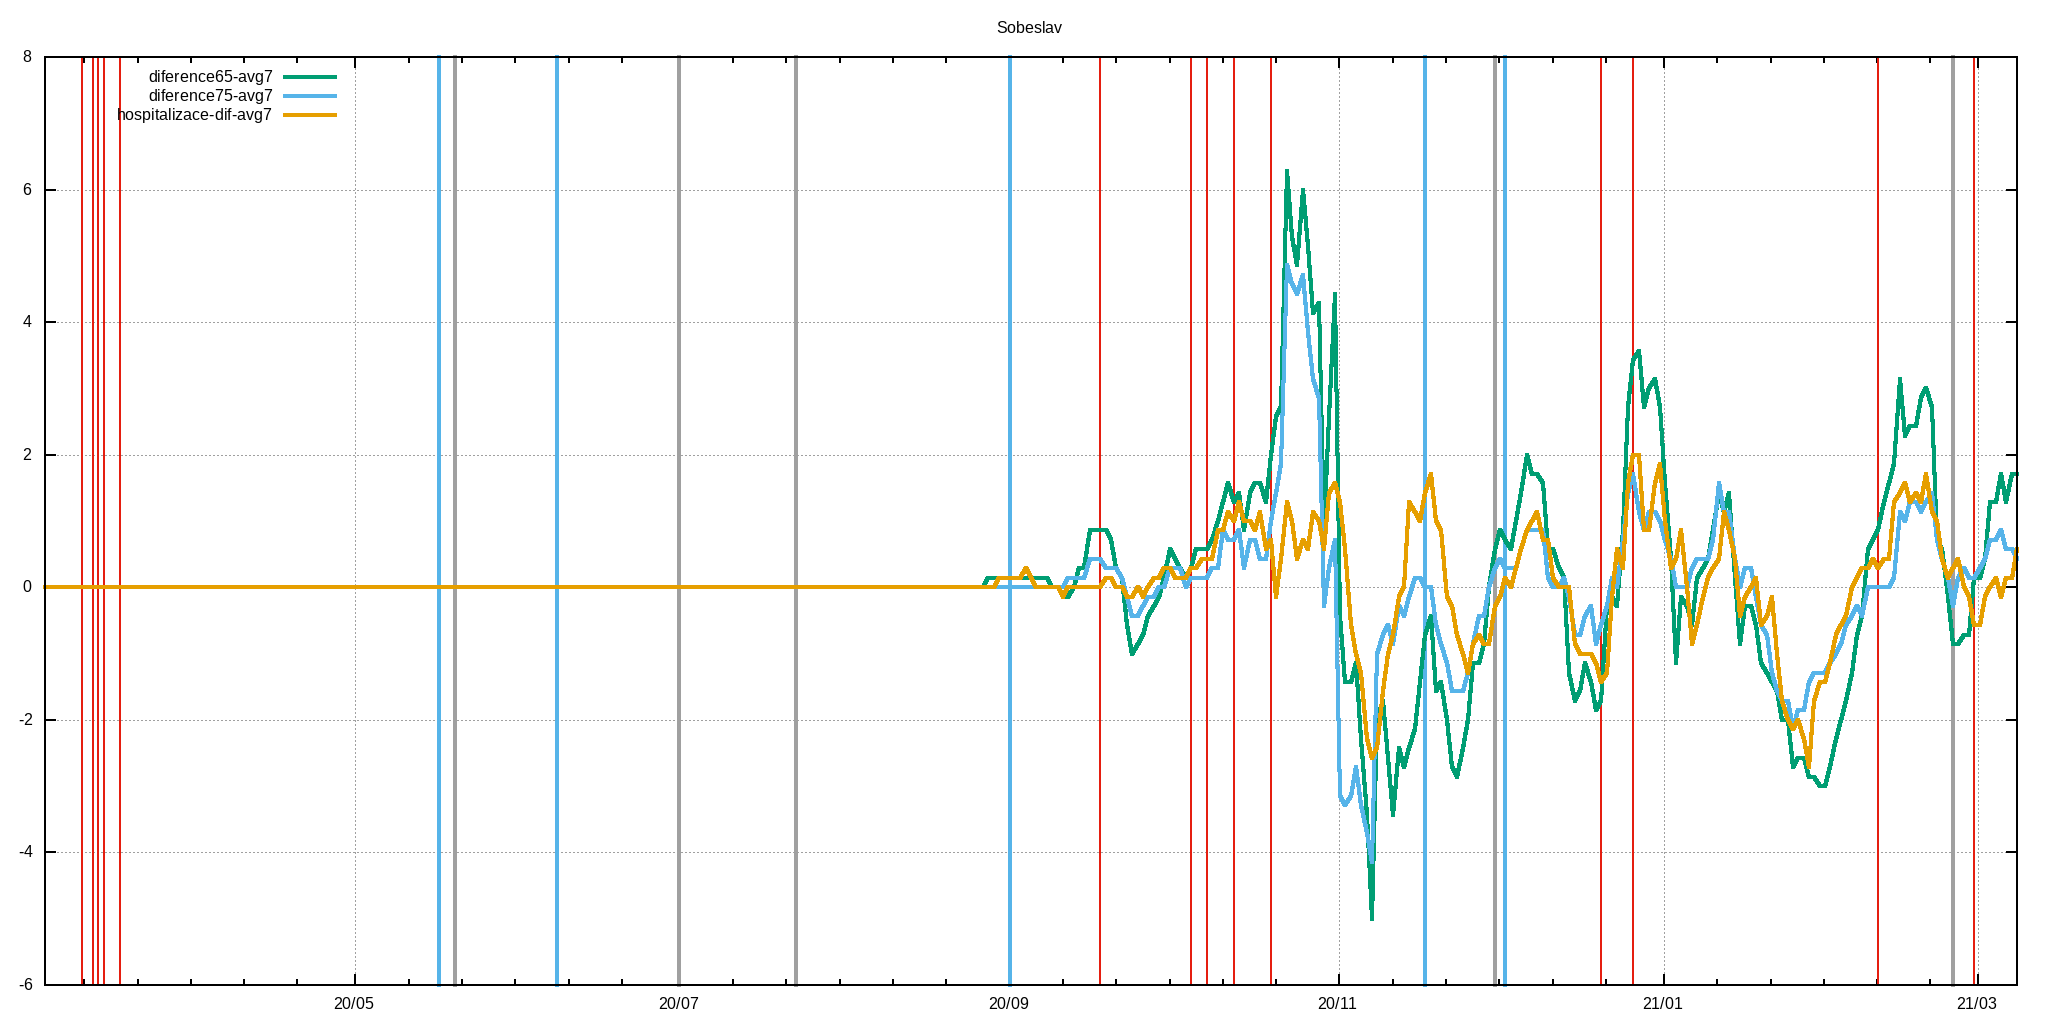 Sobeslav
diference65-avg7
diference75-avg7
hospitalizace-dif-avg7
8
6
4
2
0
-2
-4
-6
20/05 20/07 20/09 20/11 21/01 21/03